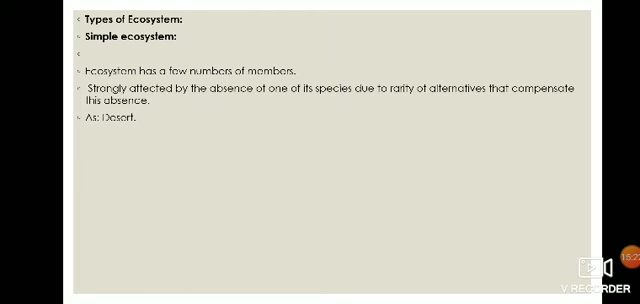 Types of Ecosystem:
Simple ecosystem:
Ecosystem has a few numbers of members.
Strongly affected by the absence of one of its species due to rarity of alternatives that compensate
this absence.
As: Desert.
V RECORDER